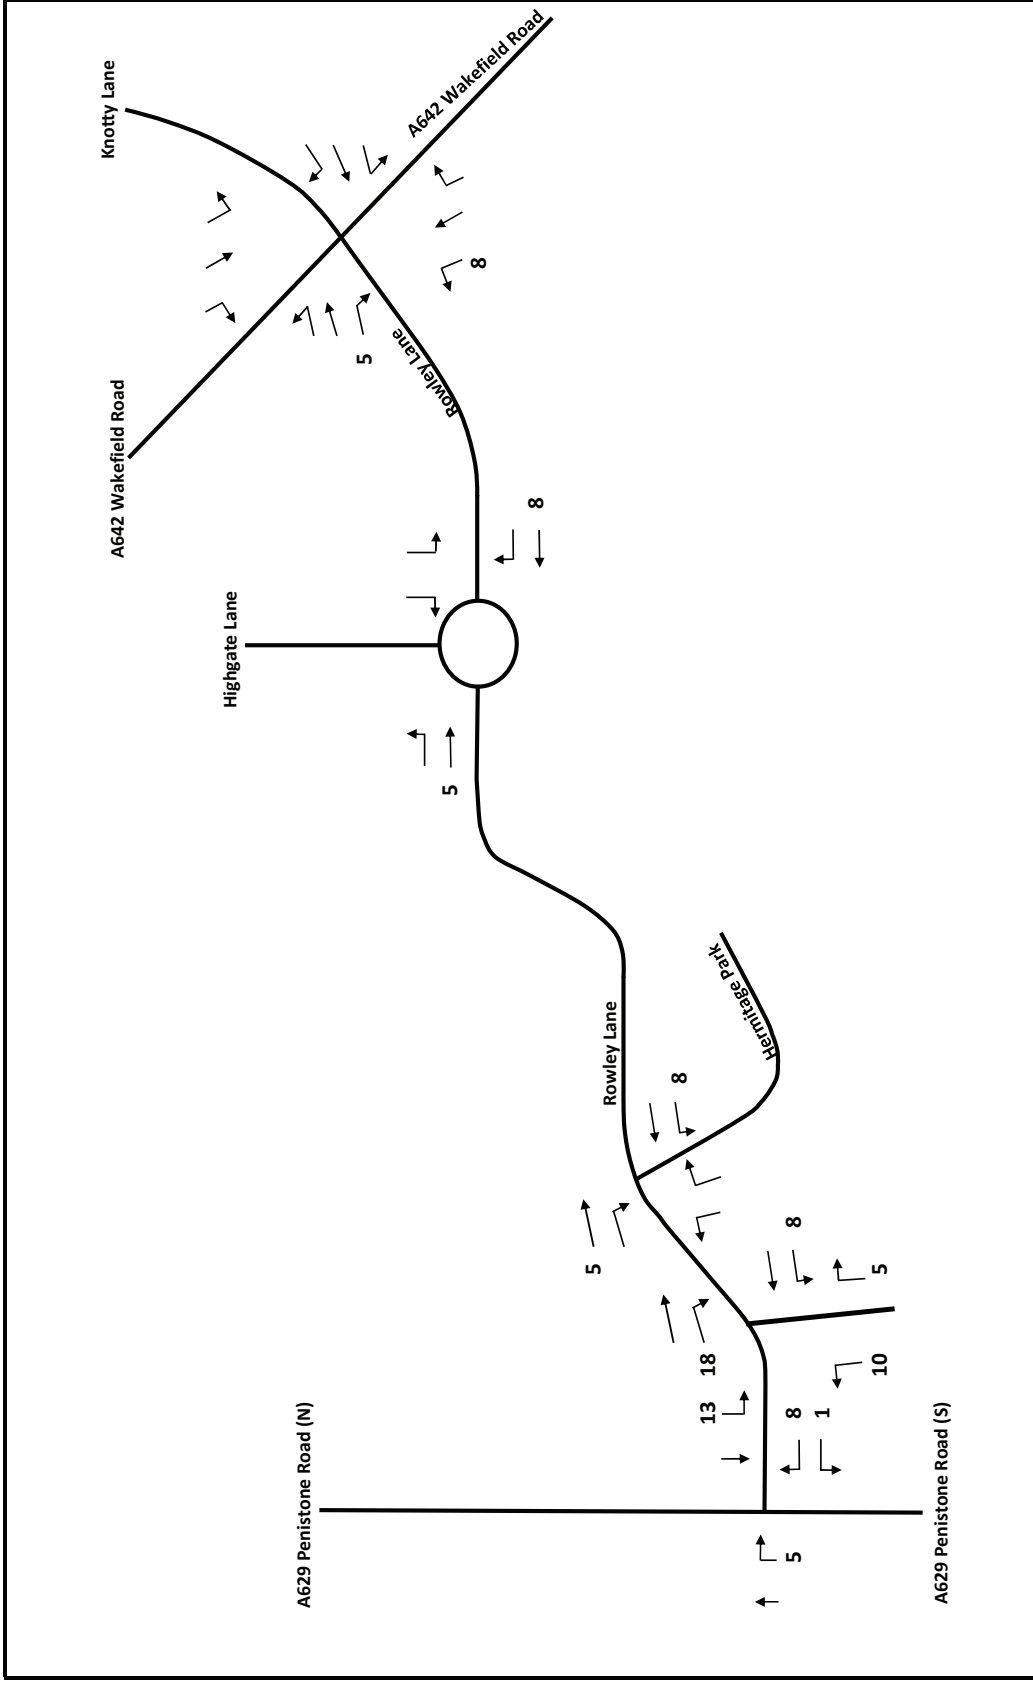 Knotty Lane
A642 Wakefield Road
A642 Wakefield Road
8
5
Rowley Lane
8
Highgate Lane
5
Rowley Lane
Hermitage Park
8
5
8
5
18
10
13
8
1
A629 Penistone Road (N)
5
A629 Penistone Road (S)